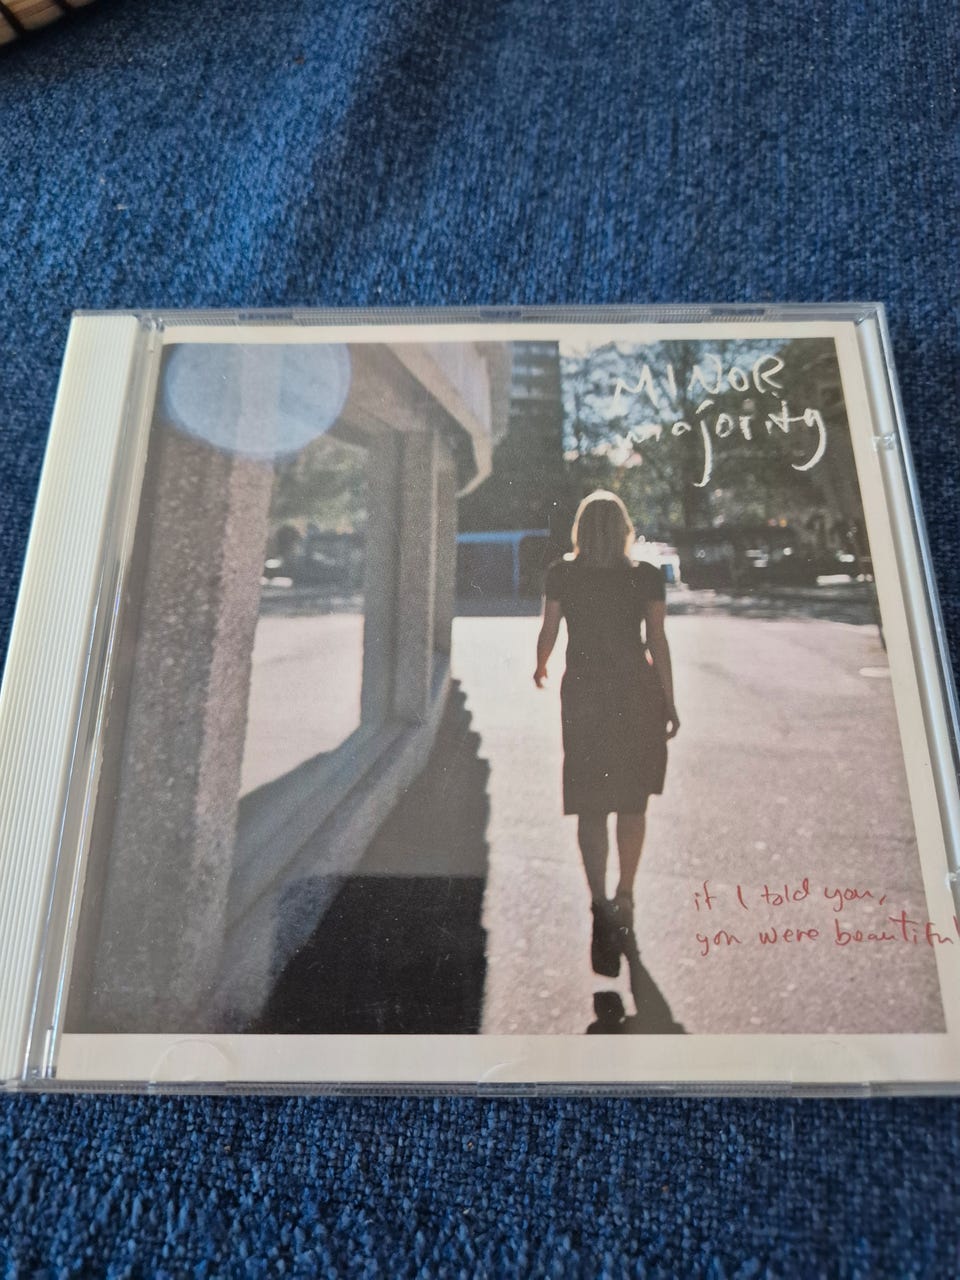 MINOR
majority
if I told you,
you were beautiful